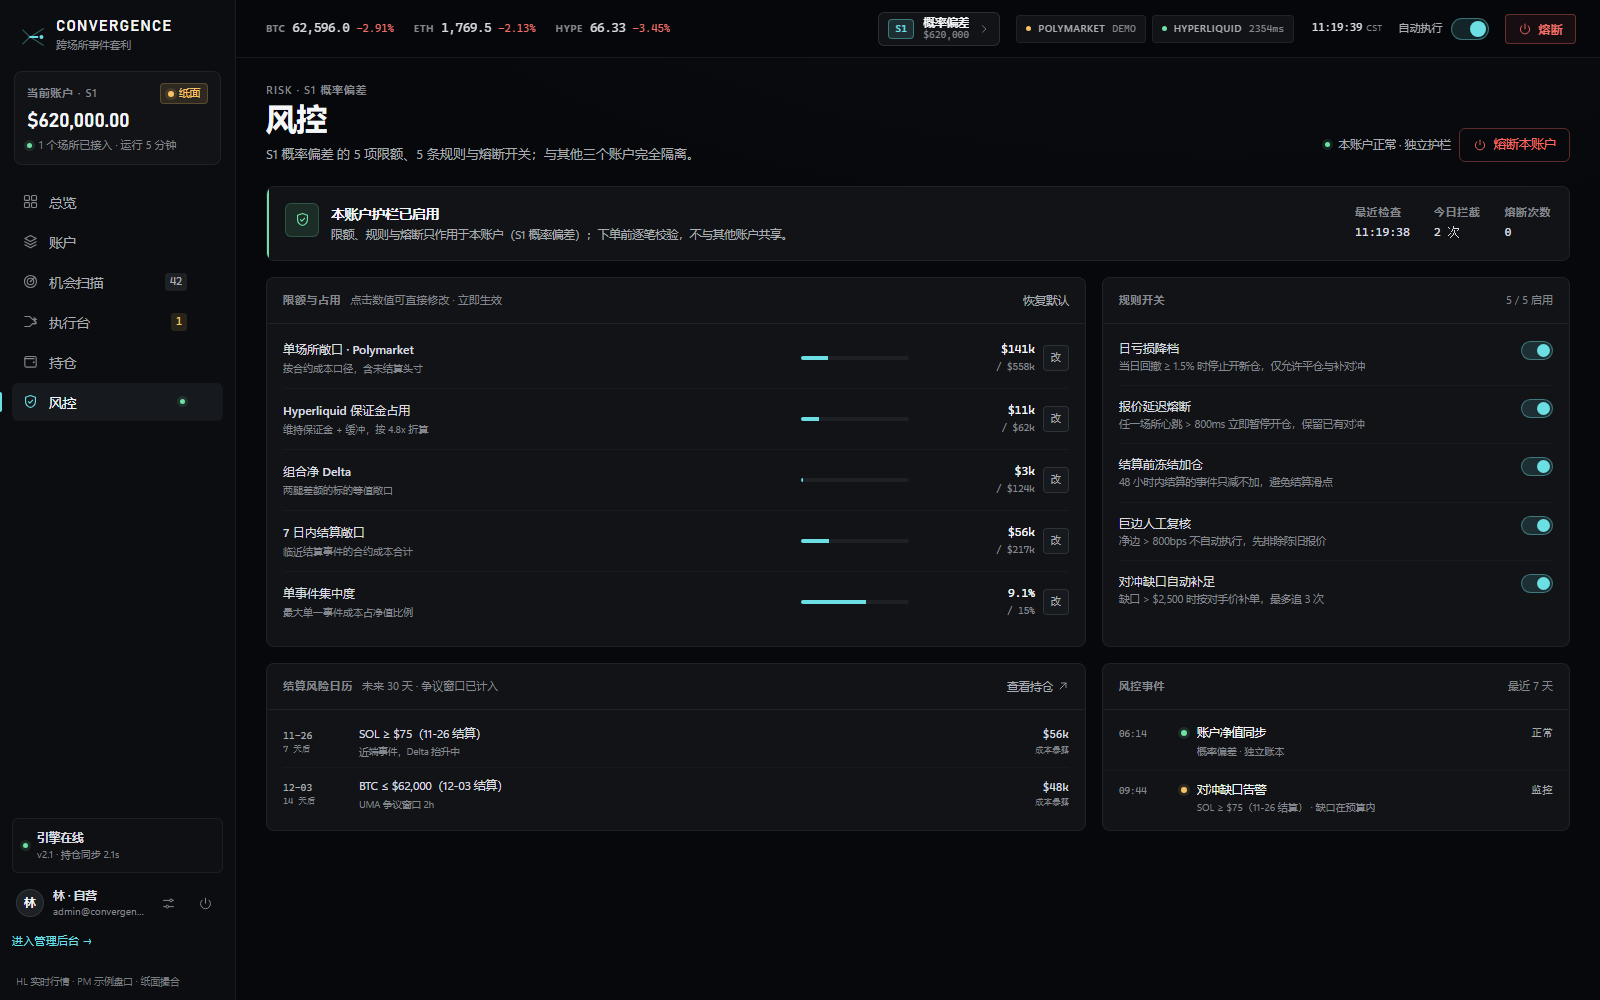 CONVERGENCE
跨场所事件套利
BTC 62,596.0 -2.91% ETH 1,769.5 -2.13% HYPE 66.33 -3.45%
S1 概率偏差 $620,000
POLYMARKET DEMO
HYPERLIQUID 2354ms
11:19:39 CST
自动执行
熔断
当前账户 · S1
纸面
$620,000.00
1 个场所已接入 · 运行 5 分钟
总览
账户
机会扫描 42
执行台 1
持仓
风控
引擎在线
v2.1 · 持仓同步 2.1s
林
林 · 自营
admin@convergen...
进入管理后台 →
HL 实时行情 · PM 示例盘口 · 纸面撮合
RISK · S1 概率偏差
风控
S1 概率偏差 的 5 项限额、5 条规则与熔断开关；与其他三个账户完全隔离。
本账户正常 · 独立护栏
熔断本账户
本账户护栏已启用
限额、规则与熔断只作用于本账户（S1 概率偏差）；下单前逐笔校验，不与其他账户共享。
最近检查 今日拦截 熔断次数
11:19:38 2 次 0
限额与占用 点击数值可直接修改 · 立即生效
恢复默认
单场所敞口 · Polymarket
按合约成本口径，含未结算头寸
$141k
/ $558k
改
Hyperliquid 保证金占用
维持保证金 + 缓冲，按 4.8x 折算
$11k
/ $62k
改
组合净 Delta
两腿差额的标的等值敞口
$3k
/ $124k
改
7 日内结算敞口
临近结算事件的合约成本合计
$56k
/ $217k
改
单事件集中度
最大单一事件成本占净值比例
9.1%
/ 15%
改
规则开关
5 / 5 启用
日亏损降档
当日回撤 ≥ 1.5% 时停止开新仓，仅允许平仓与补对冲
报价延迟熔断
任一场所心跳 > 800ms 立即暂停开仓，保留已有对冲
结算前冻结加仓
48 小时内结算的事件只减不加，避免结算滑点
巨边人工复核
净边 > 800bps 不自动执行，先排除陈旧报价
对冲缺口自动补足
缺口 > $2,500 时按对手价补单，最多追 3 次
结算风险日历 未来 30 天 · 争议窗口已计入
查看持仓 ↗
11-26
7 天后
SOL ≥ $75（11-26 结算）
近端事件，Delta 抬升中
$56k
成本暴露
12-03
14 天后
BTC ≤ $62,000（12-03 结算）
UMA 争议窗口 2h
$48k
成本暴露
风控事件
最近 7 天
06:14
账户净值同步
概率偏差 · 独立账本
正常
09:44
对冲缺口告警
SOL ≥ $75（11-26 结算） · 缺口在预算内
监控